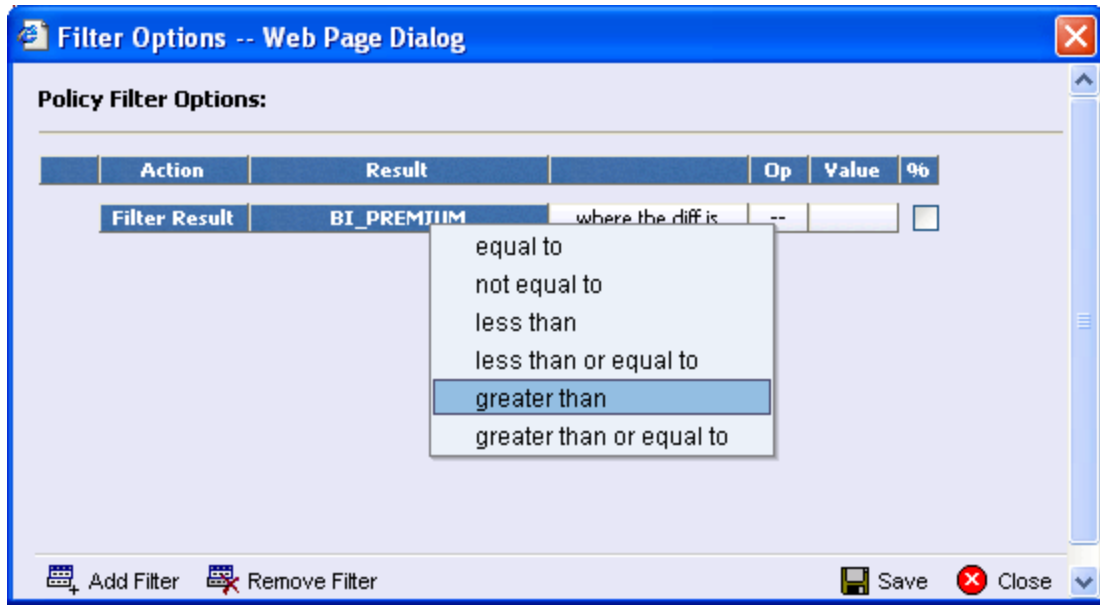 Filter Options -- Web Page Dialog
Policy Filter Options:
Action Result Op Value %
Filter Result BI_PREMIUM where the diff is --
equal to
not equal to
less than
less than or equal to
greater than
greater than or equal to
Add Filter Remove Filter Save Close